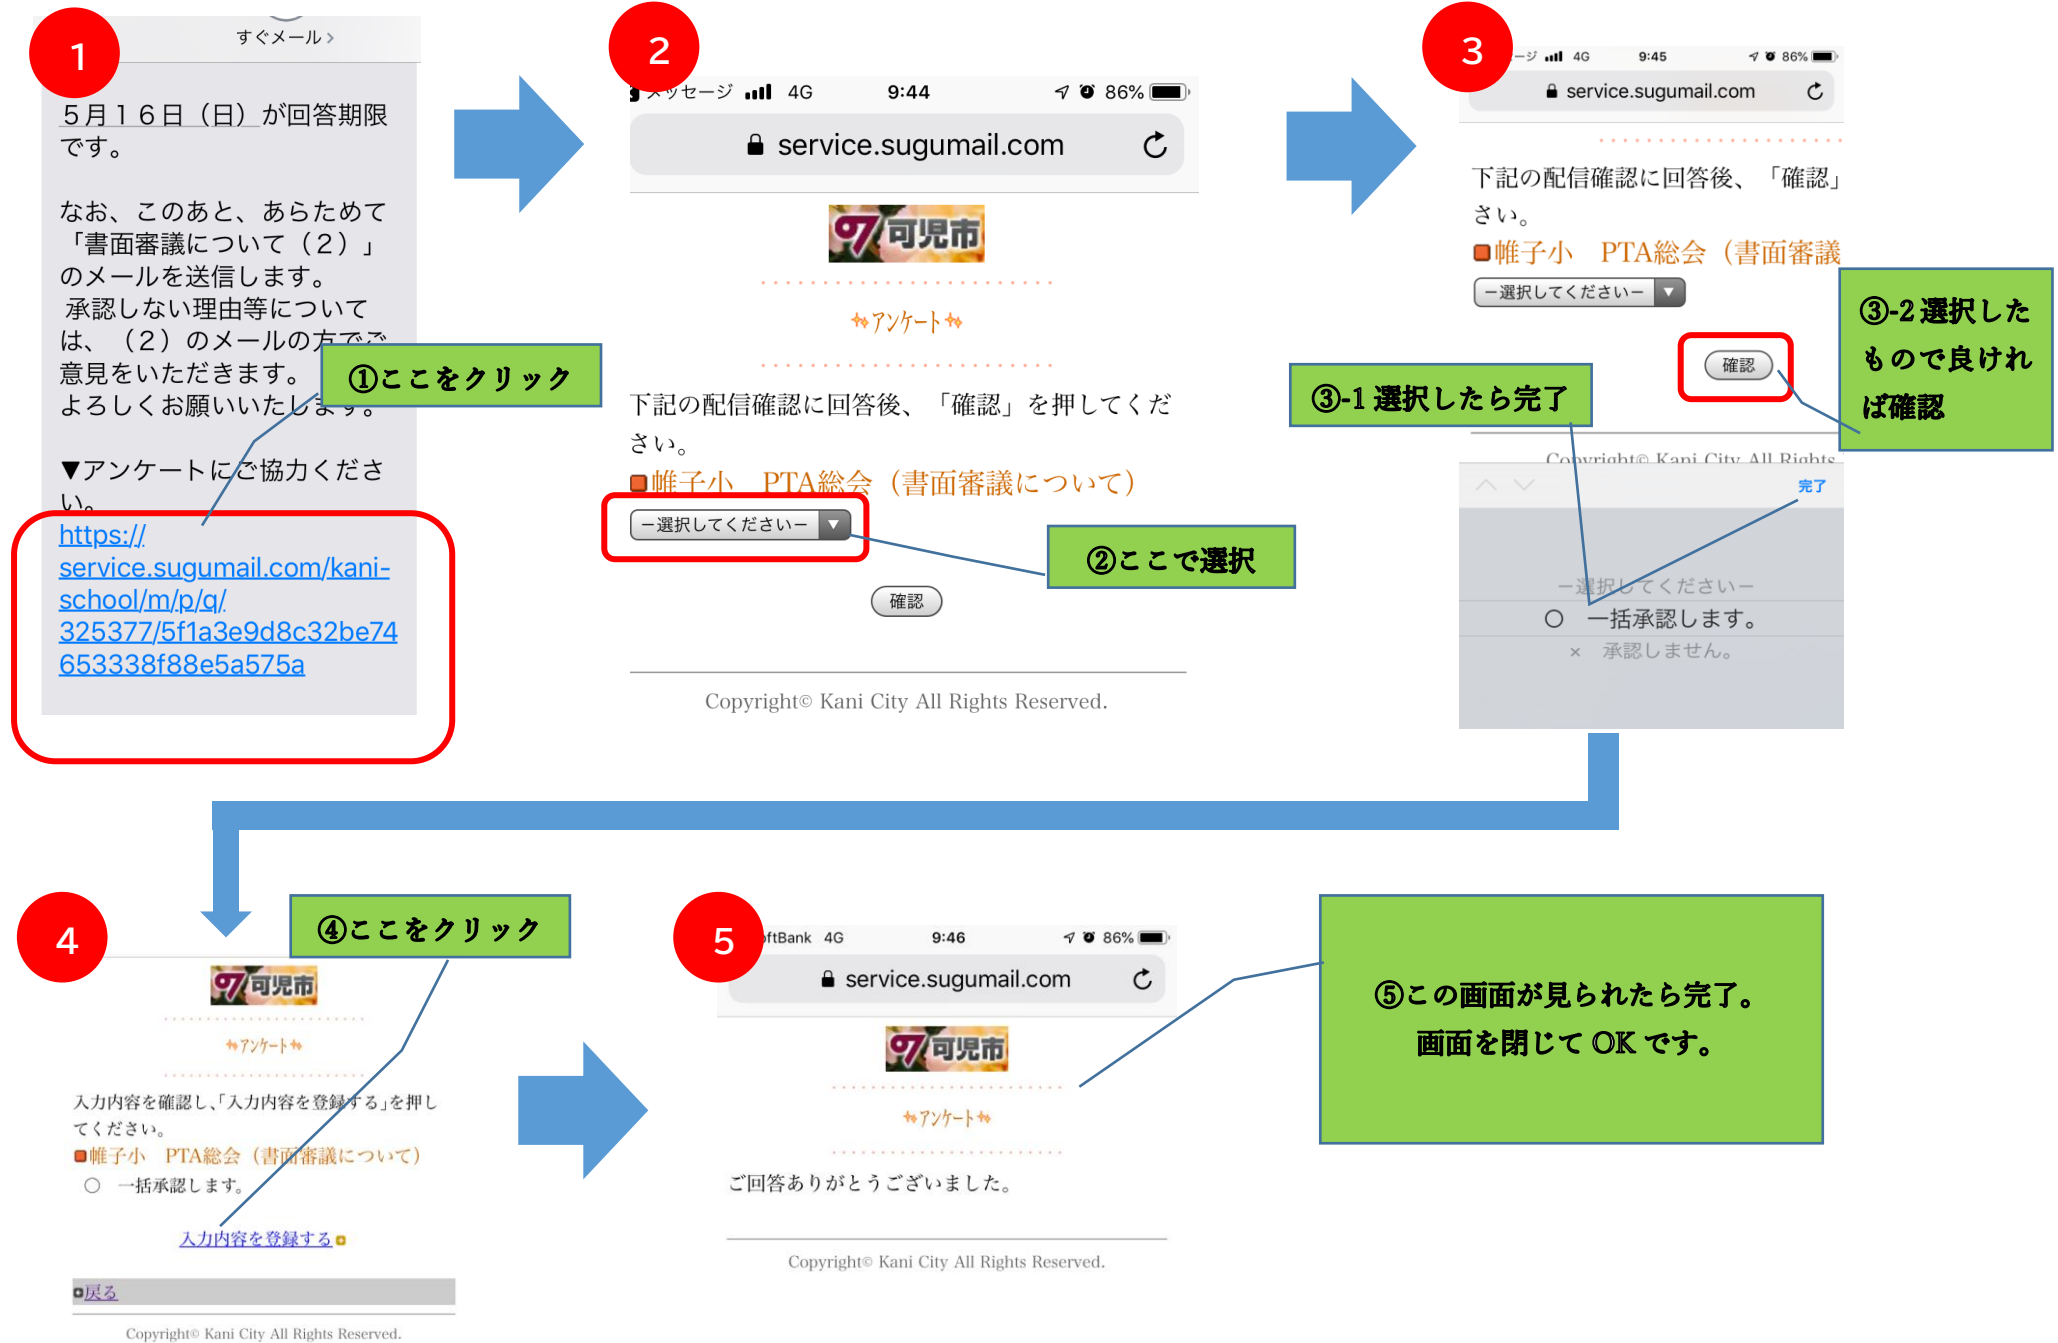 1
すぐメール
5月16日（日）が回答期限
です。
なお、このあと、あらためて
「書面審議について（2）」
のメールを送信します。
承認しない理由等について
は、（2）のメールの方でご
意見をいただきます。
よろしくお願いいたします。
▼アンケートにご協力くださ
い。
https://
service.sugumail.com/kani-
school/m/p/q/
325377/5f1a3e9d8c32be74
653338f88e5a575a
①ここをクリック
2
メッセージ 4G 9:44 86%
service.sugumail.com
97可児市
アンケート
下記の配信確認に回答後、「確認」を押してくだ
さい。
帷子小　PTA総会（書面審議について）
－選択してください－
確認
Copyright© Kani City All Rights Reserved.
②ここで選択
3
ージ 4G 9:45 86%
service.sugumail.com
下記の配信確認に回答後、「確認」
さい。
帷子小　PTA総会（書面審議
－選択してください－
確認
Copyright© Kani City All Rights
完了
－選択してください－
○　一括承認します。
×　承認しません。
③-1 選択したら完了
③-2 選択した
もので良けれ
ば確認
4
④ここをクリック
97可児市
アンケート
入力内容を確認し、「入力内容を登録する」を押し
てください。
帷子小　PTA総会（書面審議について）
○　一括承認します。
入力内容を登録する
戻る
Copyright© Kani City All Rights Reserved.
5
oftBank 4G 9:46 86%
service.sugumail.com
97可児市
アンケート
ご回答ありがとうございました。
Copyright© Kani City All Rights Reserved.
⑤この画面が見られたら完了。
画面を閉じて OK です。